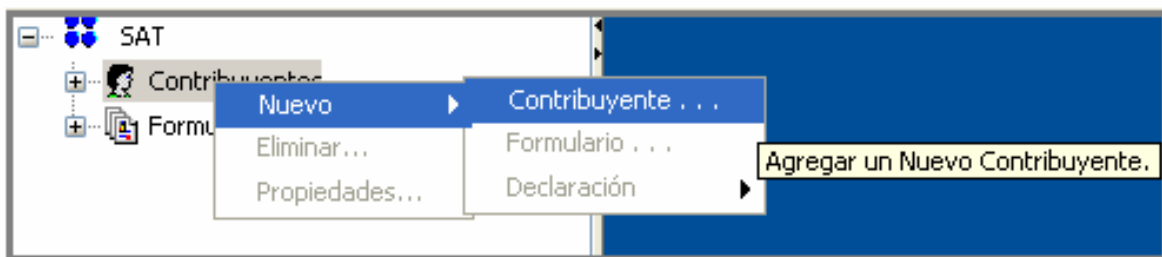 SAT
Contribuyentes
Nuevo
Contribuyente . . .
Formu
Eliminar...
Formulario . . .
Agregar un Nuevo Contribuyente.
Propiedades...
Declaración